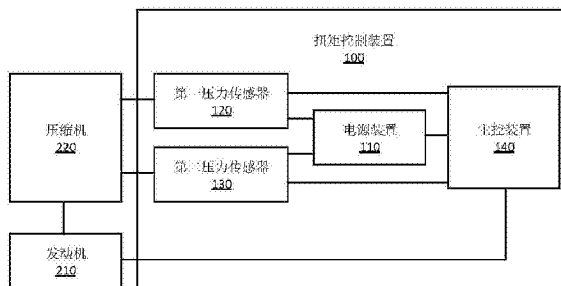 扭矩控制装置
100
第一压力传感器
120
压缩机
220
电源装置
110
主控装置
140
第二压力传感器
130
发动机
210